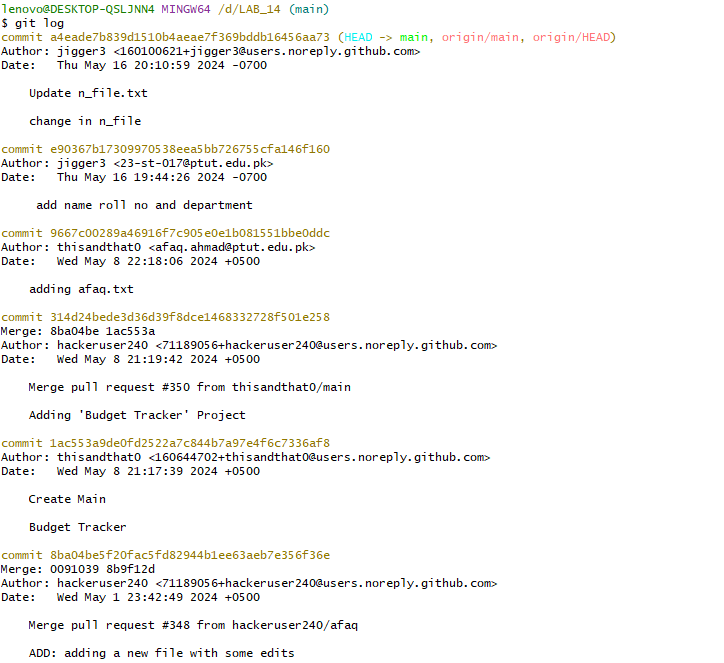 lenovo@DESKTOP-QSLJNN4 MINGW64 /d/LAB_14 (main)
$ git log
commit a4eade7b839d1510b4aeae7f369bddb16456aa73 (HEAD -> main, origin/main, origin/HEAD)
Author: jigger3 <160100621+jigger3@users.noreply.github.com>
Date:   Thu May 16 20:10:59 2024 -0700

    Update n_file.txt

    change in n_file

commit e90367b17309970538eea5bb726755cfa146f160
Author: jigger3 <23-st-017@ptut.edu.pk>
Date:   Thu May 16 19:44:26 2024 -0700

     add name roll no and department

commit 9667c00289a46916f7c905e0e1b081551bbe0ddc
Author: thisandthat0 <afaq.ahmad@ptut.edu.pk>
Date:   Wed May 8 22:18:06 2024 +0500

    adding afaq.txt

commit 314d24bede3d36d39f8dce1468332728f501e258
Merge: 8ba04be 1ac553a
Author: hackeruser240 <71189056+hackeruser240@users.noreply.github.com>
Date:   Wed May 8 21:19:42 2024 +0500

    Merge pull request #350 from thisandthat0/main

    Adding 'Budget Tracker' Project

commit 1ac553a9de0fd2522a7c844b7a97e4f6c7336af8
Author: thisandthat0 <160644702+thisandthat0@users.noreply.github.com>
Date:   Wed May 8 21:17:39 2024 +0500

    Create Main

    Budget Tracker

commit 8ba04be5f20fac5fd82944b1ee63aeb7e356f36e
Merge: 0091039 8b9f12d
Author: hackeruser240 <71189056+hackeruser240@users.noreply.github.com>
Date:   Wed May 1 23:42:49 2024 +0500

    Merge pull request #348 from hackeruser240/afaq

    ADD: adding a new file with some edits